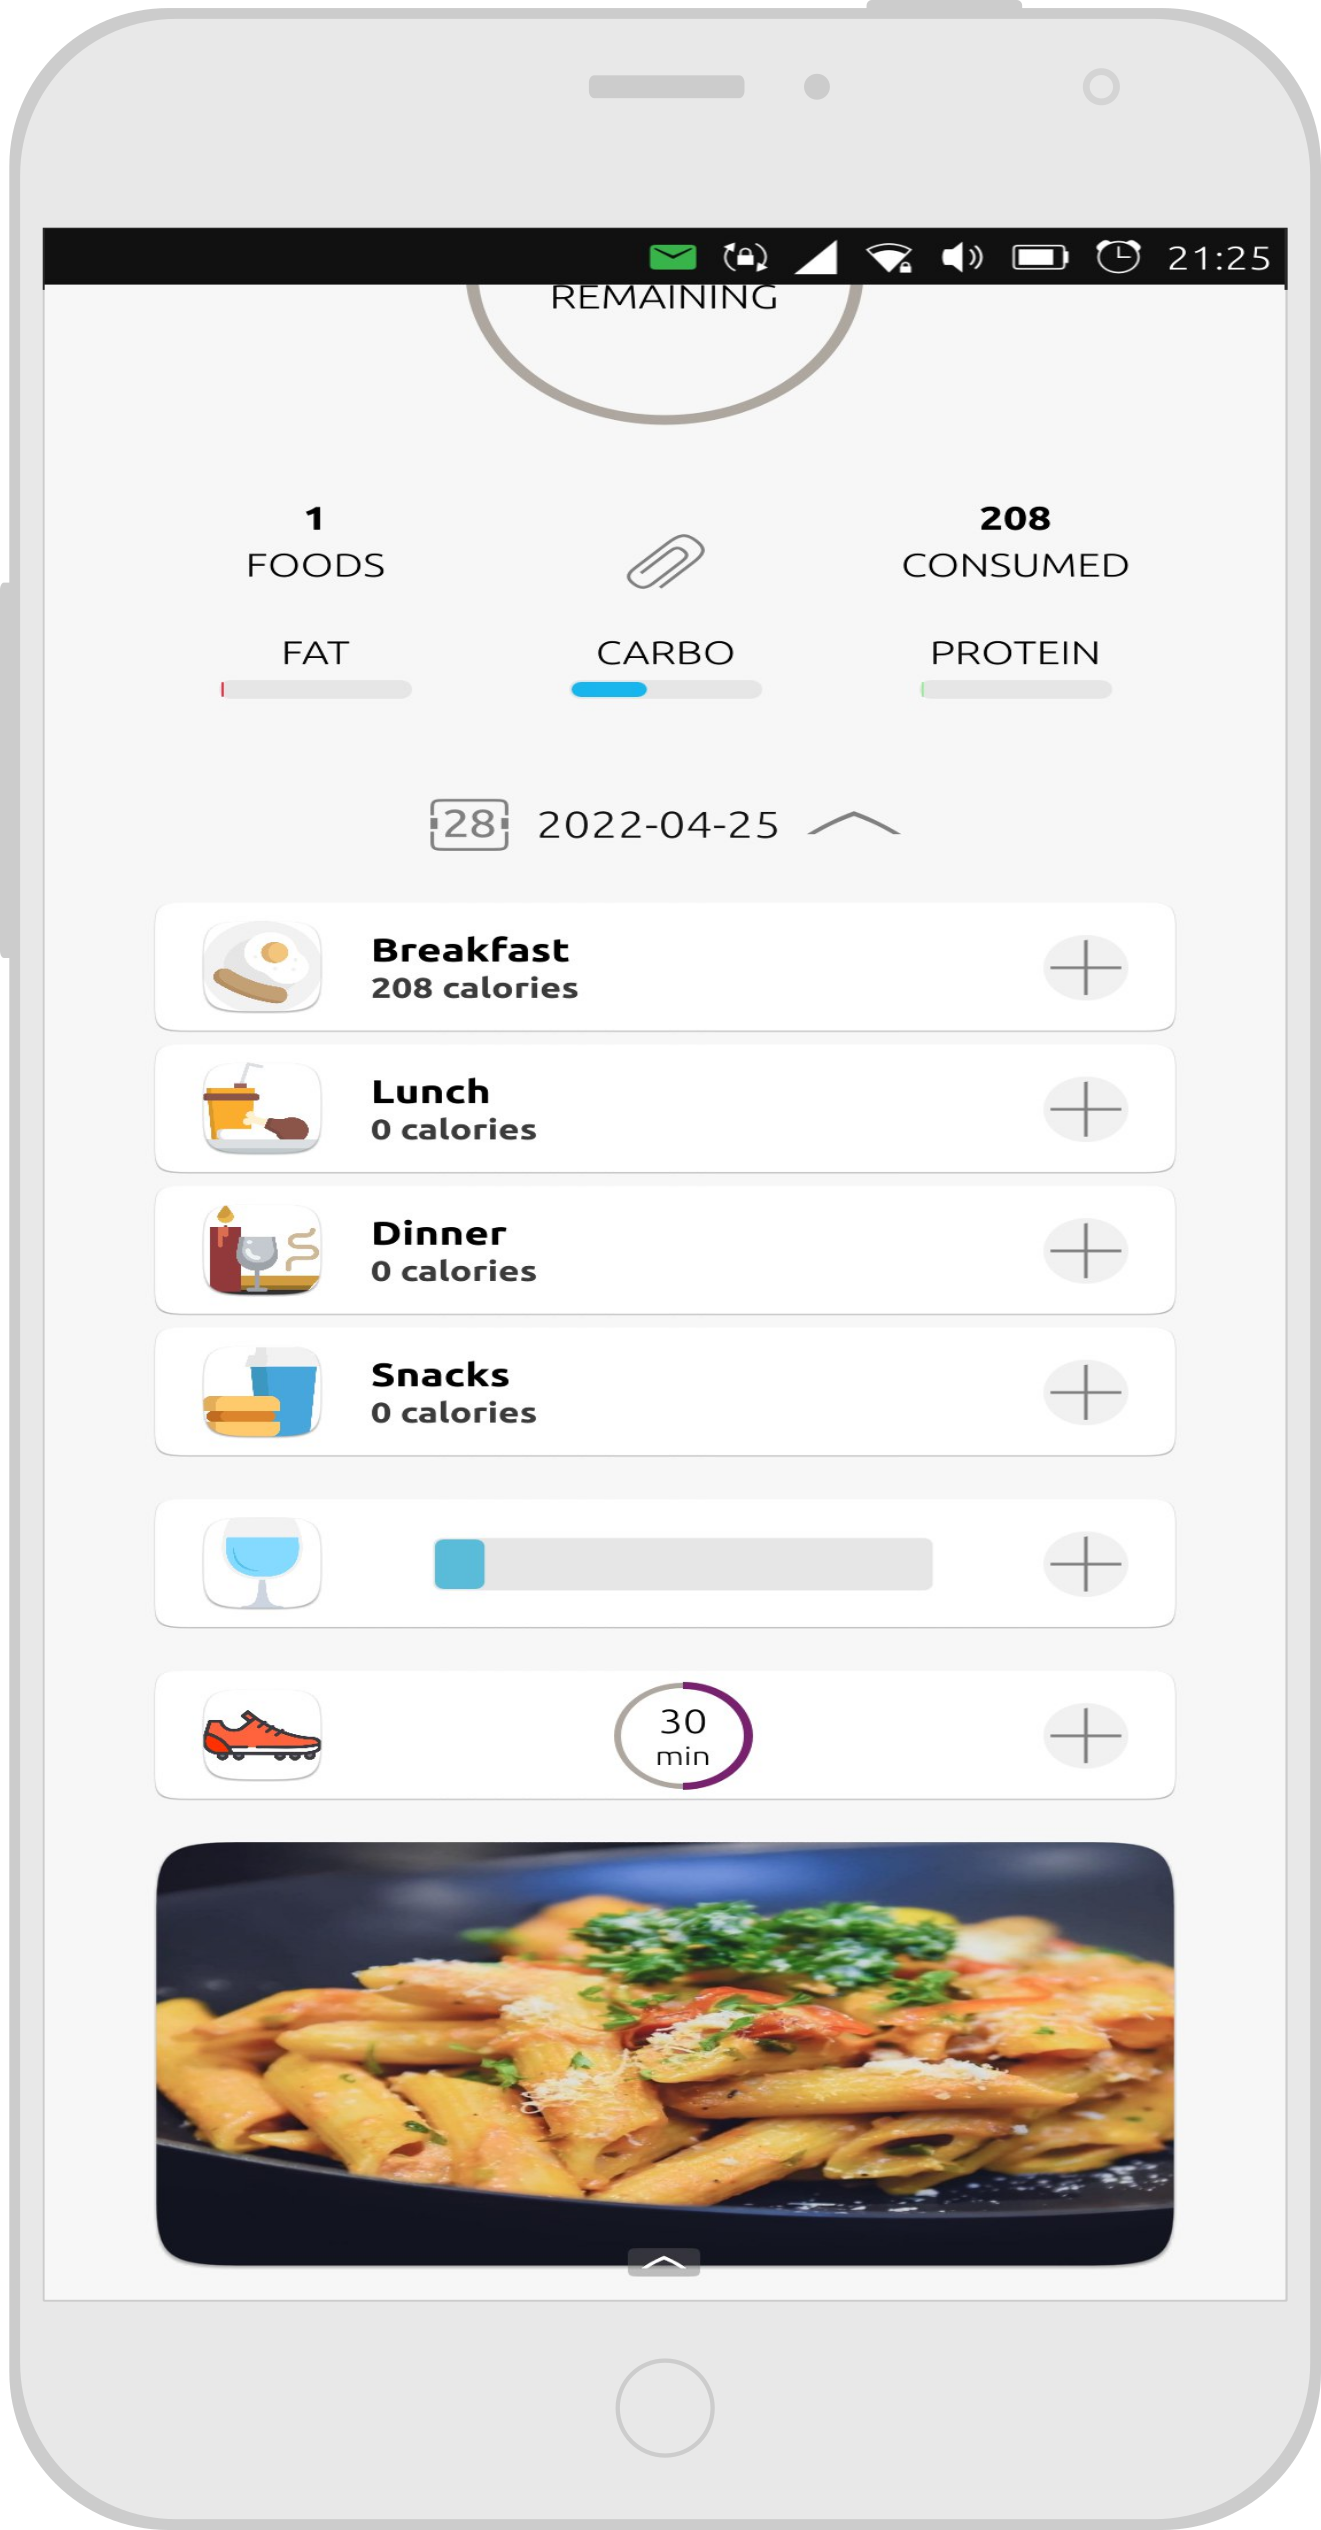 21:25
REMAINING
1
FOODS
208
CONSUMED
FAT
CARBO
PROTEIN
28
2022-04-25
Breakfast
208 calories
Lunch
0 calories
Dinner
0 calories
Snacks
0 calories
30
min